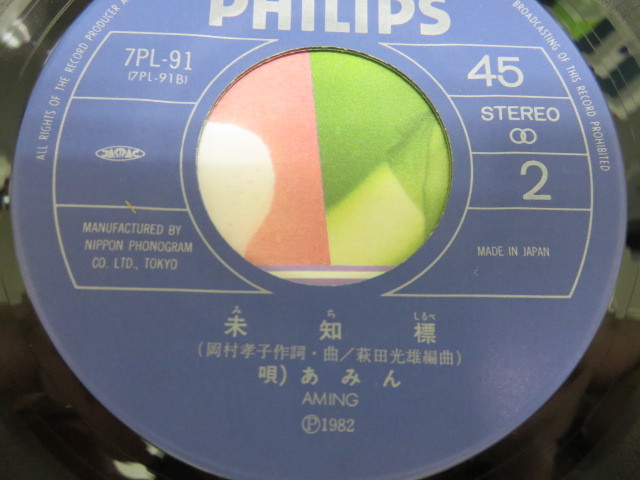 PHILIPS
ALL RIGHTS OF THE RECORD PRODUCER A
BROADCASTING OF THIS RECORD PROHIBITED
7PL-91
(7PL-91B)
45
STEREO
2
JASRAC
MANUFACTURED BY
NIPPON PHONOGRAM
CO. LTD., TOKYO
MADE IN JAPAN
み ち しるべ
未 知 標
(岡村孝子作詞・曲/萩田光雄編曲)
唄)あみん
AMING
Ⓟ1982